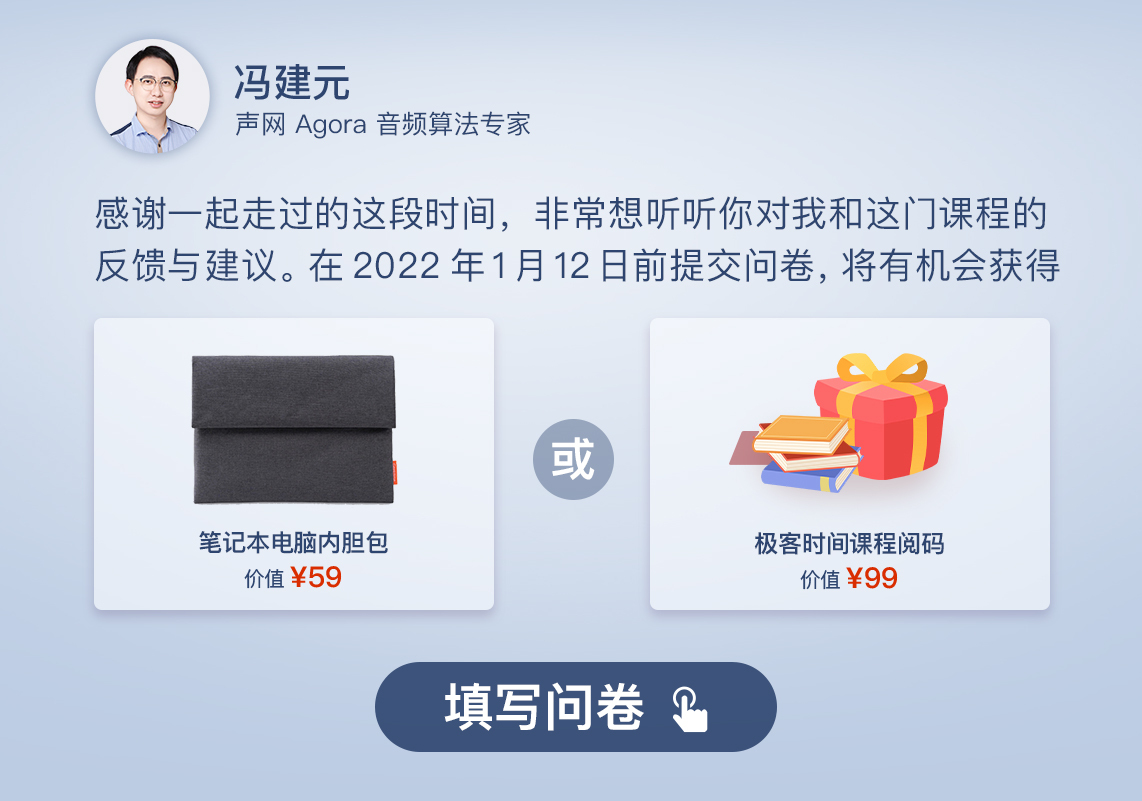 冯建元
声网 Agora 音频算法专家
感谢一起走过的这段时间，非常想听听你对我和这门课程的
反馈与建议。在 2022 年 1 月 12 日前提交问卷，将有机会获得
笔记本电脑内胆包
价值 ¥59
或
极客时间课程阅码
价值 ¥99
填写问卷